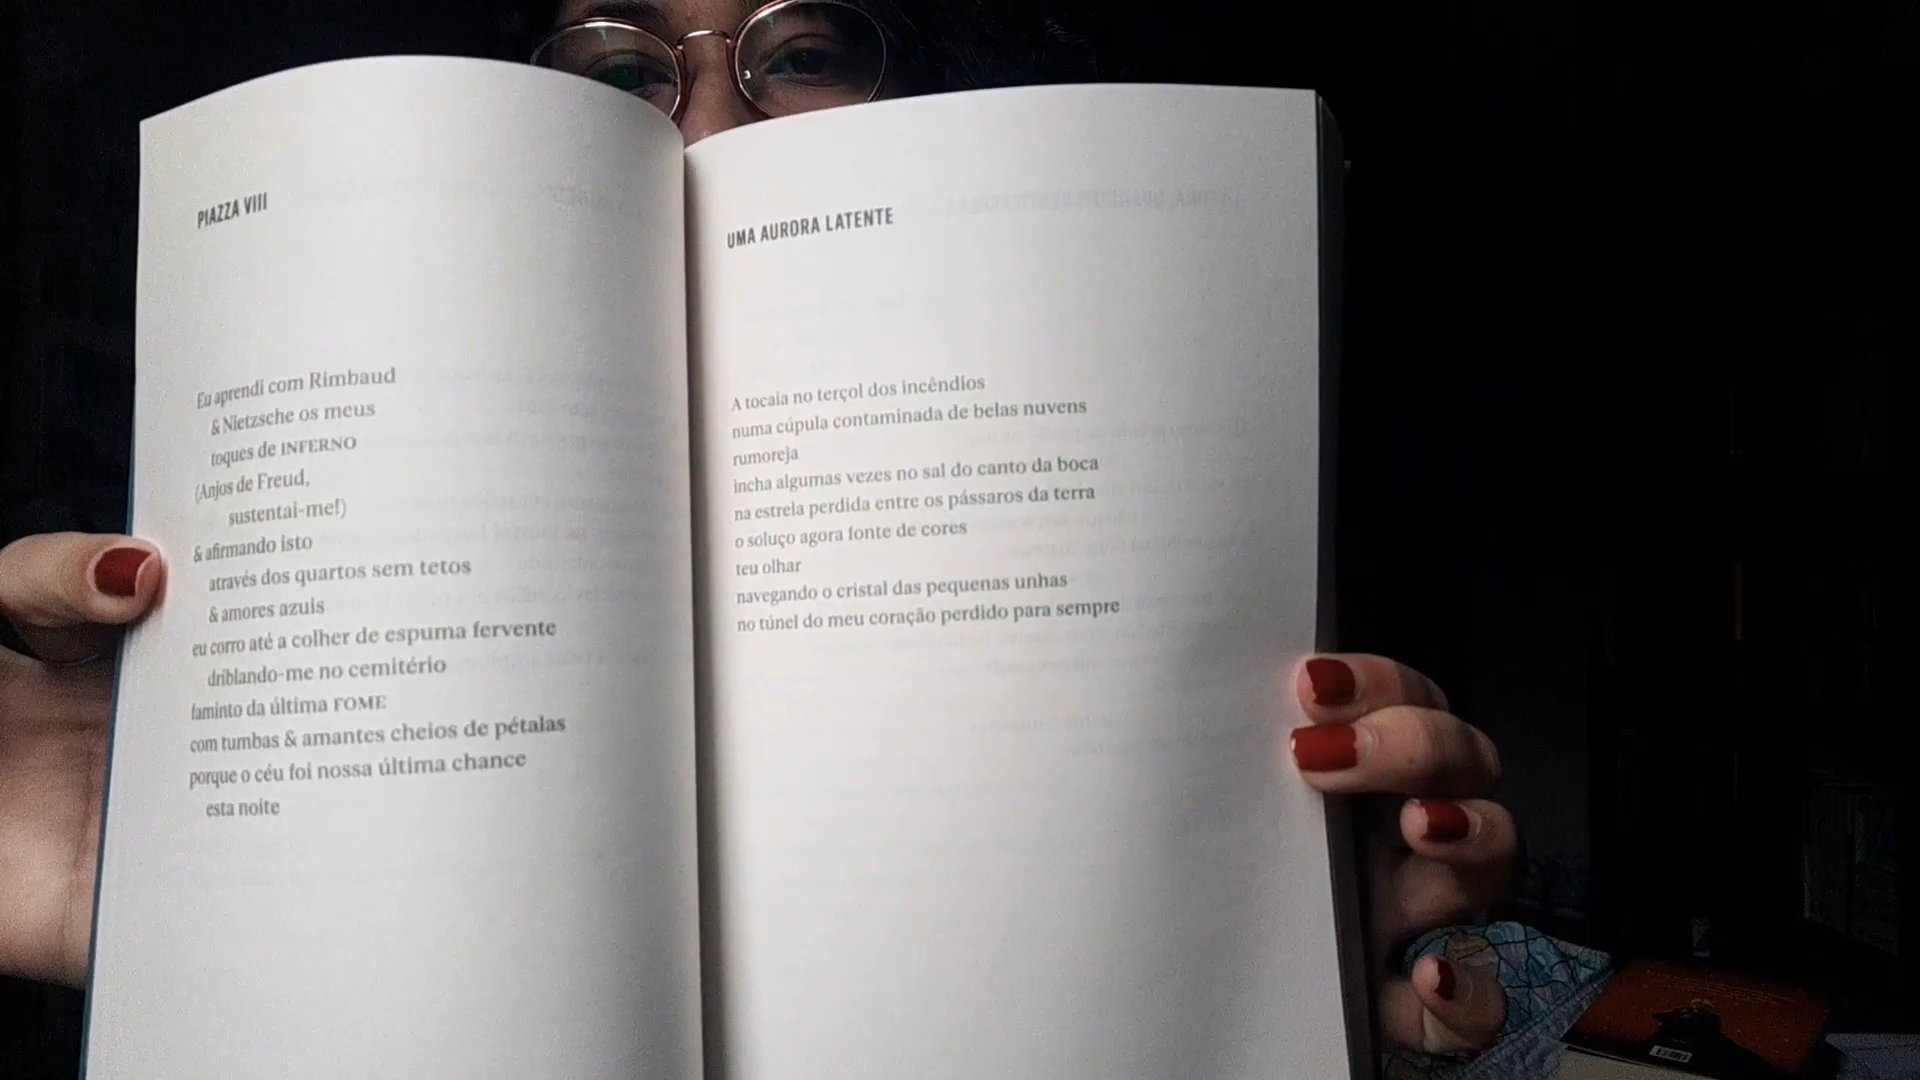 PIAZZA VIII
Eu aprendi com Rimbaud
& Nietzsche os meus
toques de INFERNO
(Anjos de Freud,
sustentai-me!)
& afirmando isto
através dos quartos sem tetos
& amores azuis
eu corro até a colher de espuma fervente
driblando-me no cemitério
faminto da última FOME
com tumbas & amantes cheios de pétalas
porque o céu foi nossa última chance
esta noite
UMA AURORA LATENTE
A tocaia no terçol dos incêndios
numa cúpula contaminada de belas nuvens
rumoreja
incha algumas vezes no sal do canto da boca
na estrela perdida entre os pássaros da terra
o soluço agora fonte de cores
teu olhar
navegando o cristal das pequenas unhas
no túnel do meu coração perdido para sempre